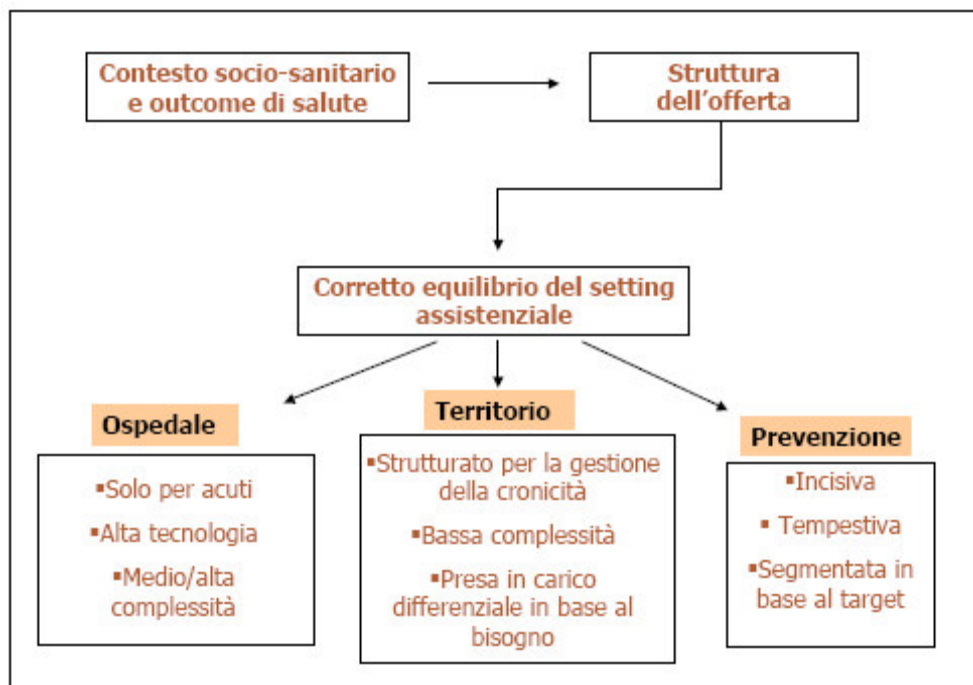 Contesto socio-sanitario
e outcome di salute
Struttura
dell'offerta
Corretto equilibrio del setting
assistenziale
Ospedale
▪Solo per acuti
▪Alta tecnologia
▪Medio/alta
complessità
Territorio
▪Strutturato per la gestione
della cronicità
▪Bassa complessità
▪Presa in carico
differenziale in base al
bisogno
Prevenzione
▪Incisiva
▪ Tempestiva
▪Segmentata in
base al target